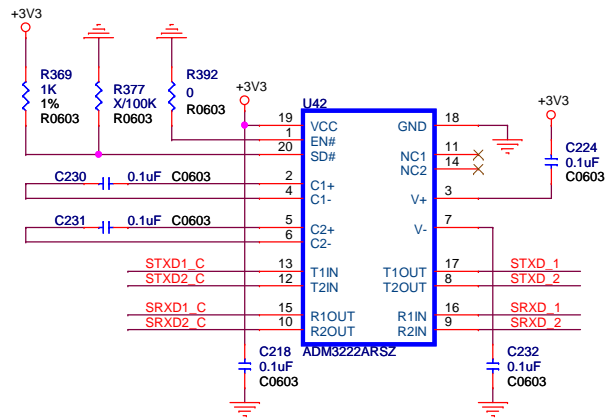 +3V3
R369
1K
1%
R0603
R377
X/100K
R0603
R392
0
R0603
+3V3
U42
+3V3
19 VCC GND 18
1 EN#
20 SD#
NC1 11
NC2 14
C224
0.1uF
C0603
C230 0.1uF C0603
2 C1+
4 C1-
V+ 3
C231 0.1uF C0603
5 C2+
6 C2-
V- 7
STXD1_C 13 T1IN T1OUT 17 STXD_1
STXD2_C 12 T2IN T2OUT 8 STXD_2
SRXD1_C 15 R1OUT R1IN 16 SRXD_1
SRXD2_C 10 R2OUT R2IN 9 SRXD_2
ADM3222ARSZ
C218
0.1uF
C0603
C232
0.1uF
C0603